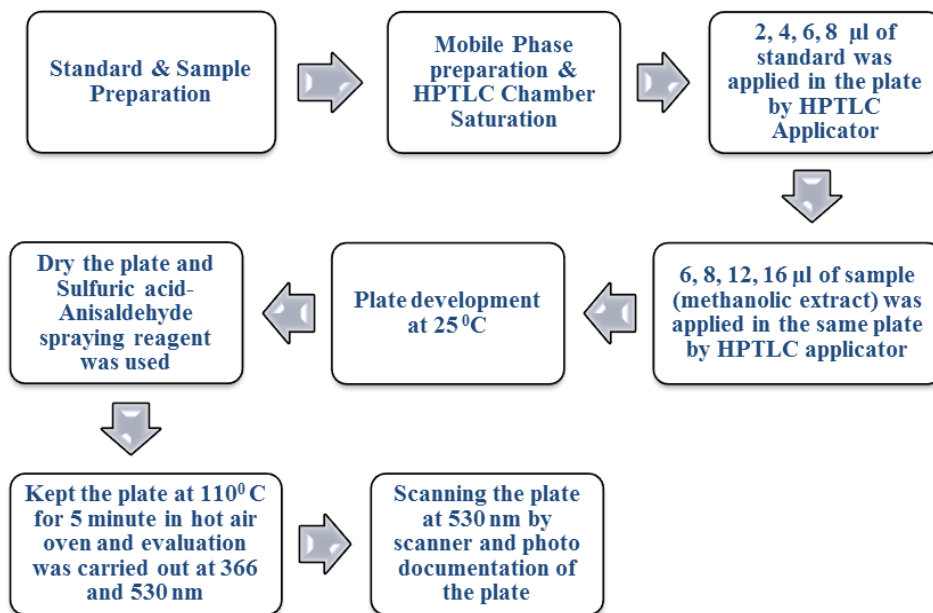 Standard & Sample
Preparation
Mobile Phase
preparation &
HPTLC Chamber
Saturation
2, 4, 6, 8 µl of
standard was
applied in the plate
by HPTLC
Applicator
6, 8, 12, 16 µl of sample
(methanolic extract) was
applied in the same plate
by HPTLC applicator
Plate development
at 25⁰C
Dry the plate and
Sulfuric acid-
Anisaldehyde
spraying reagent
was used
Kept the plate at 110⁰ C
for 5 minute in hot air
oven and evaluation
was carried out at 366
and 530 nm
Scanning the plate
at 530 nm by
scanner and photo
documentation of
the plate